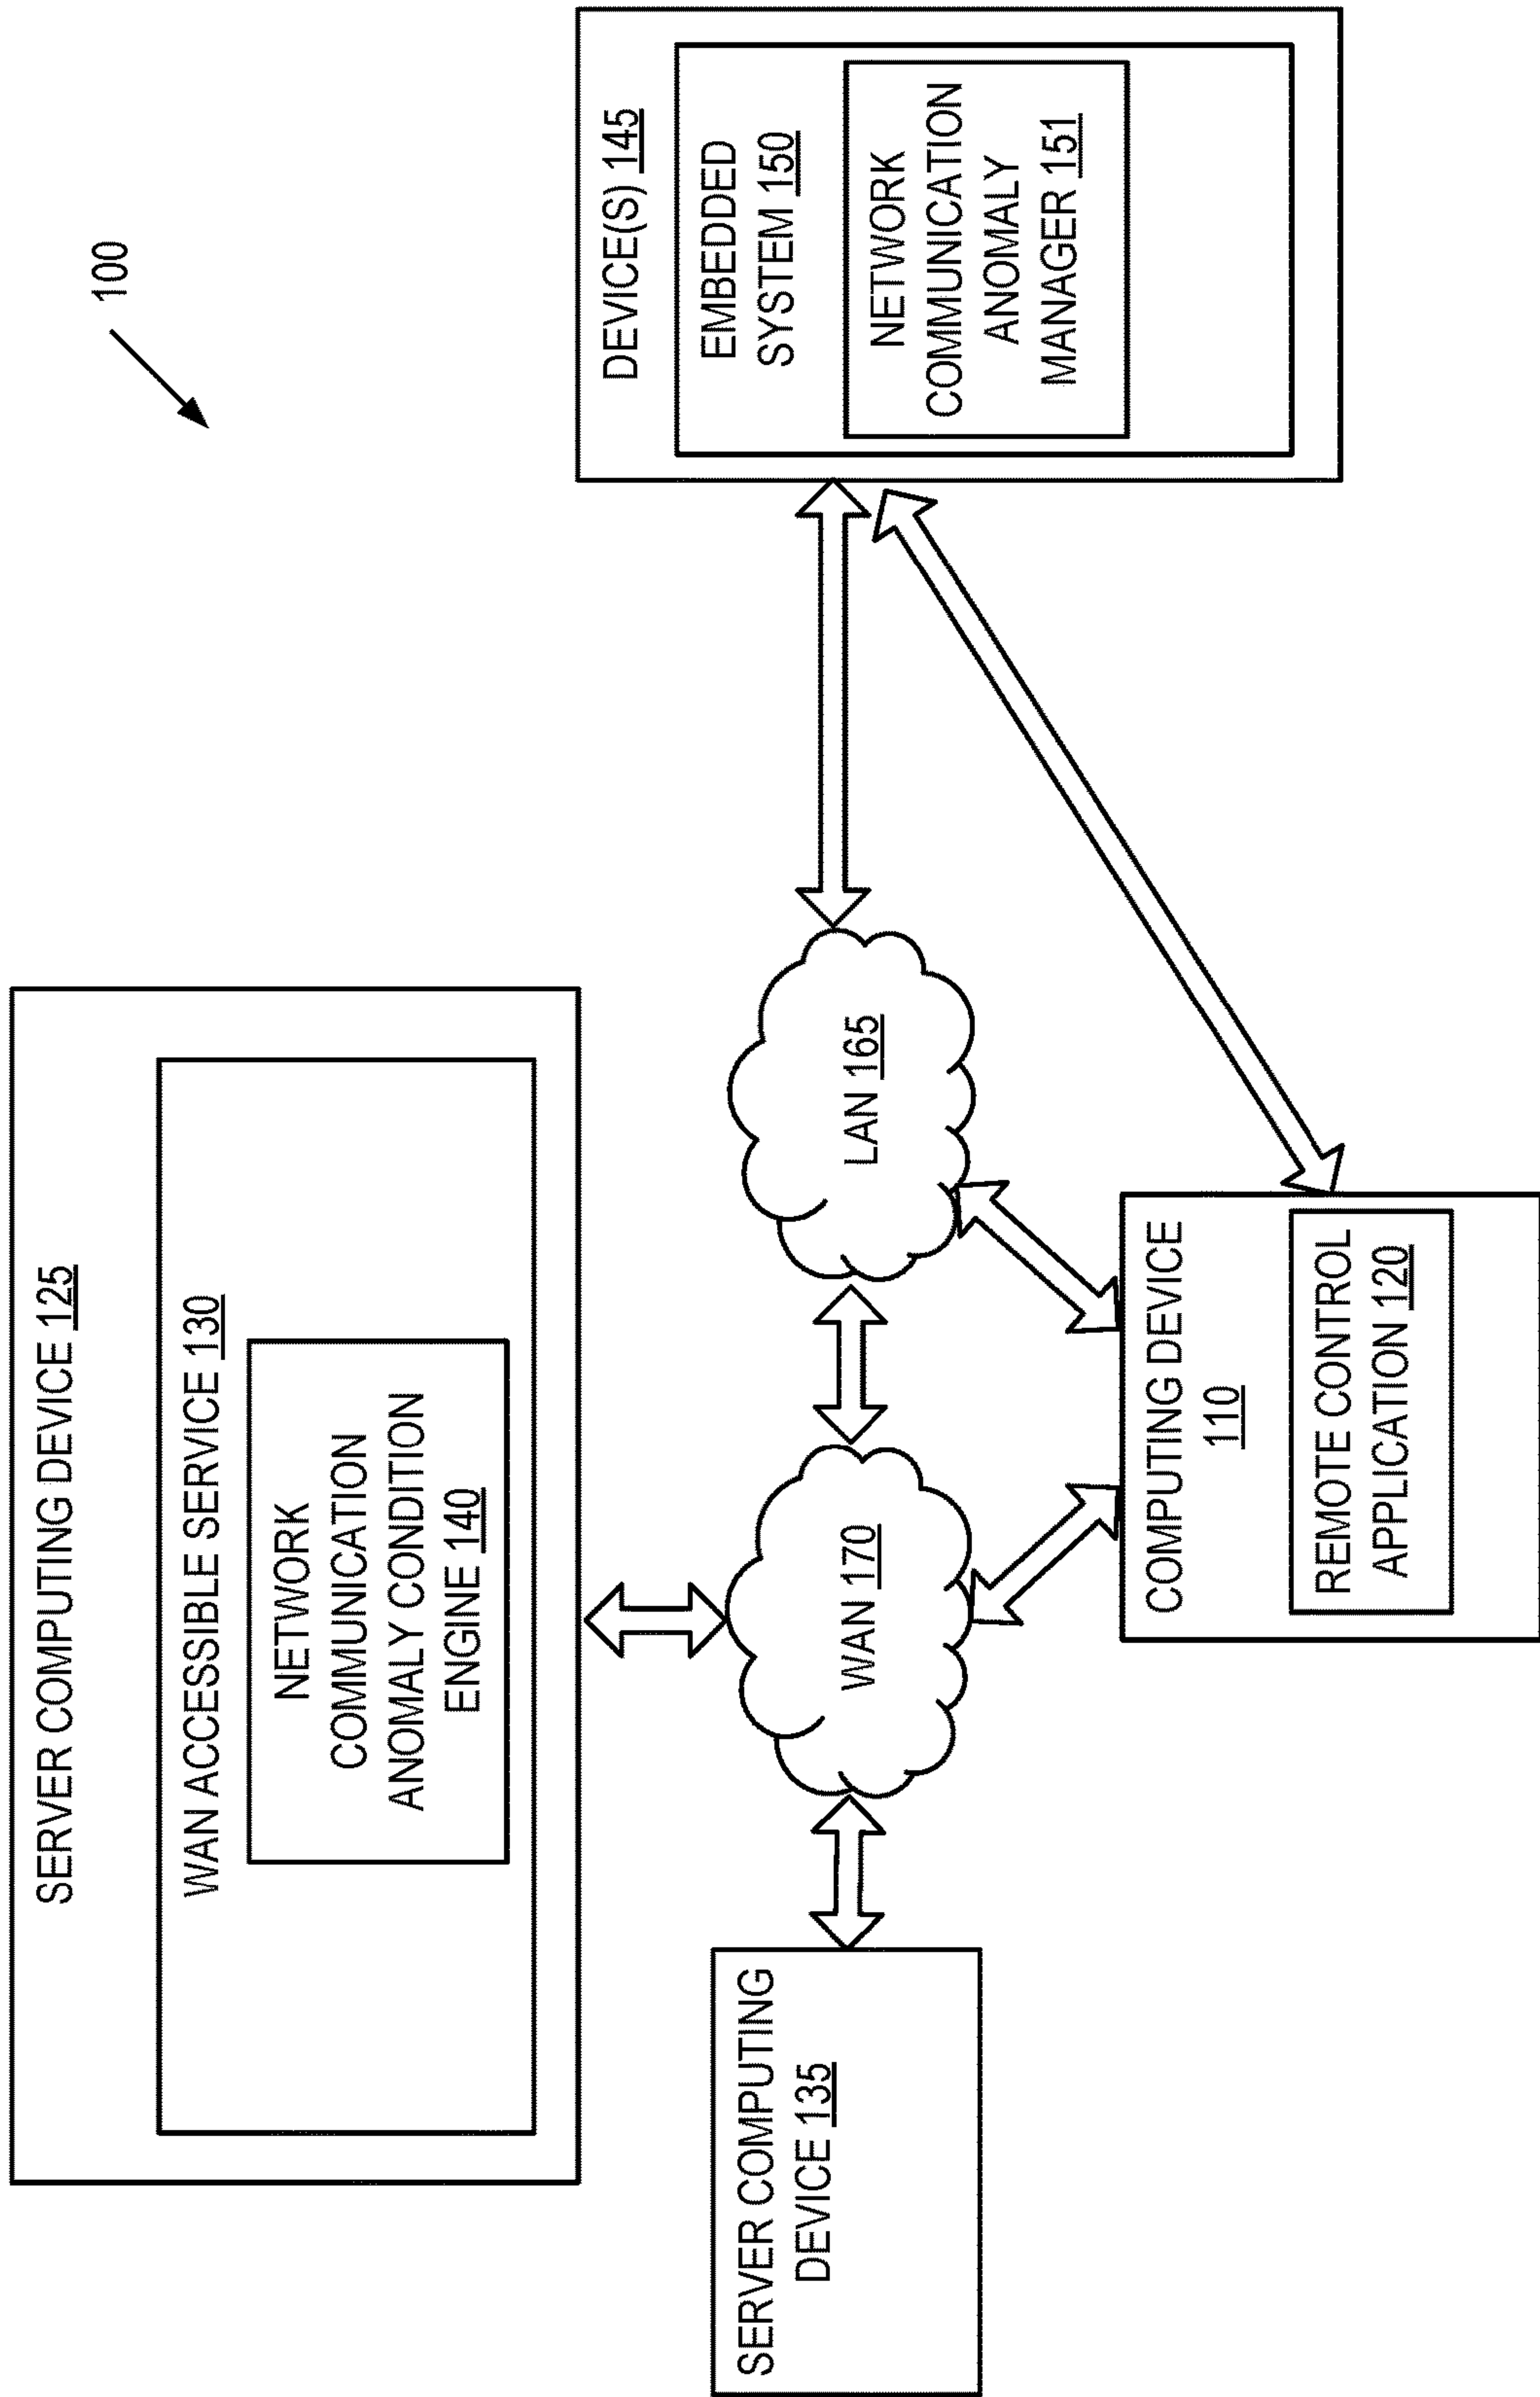 100
SERVER COMPUTING DEVICE 125
WAN ACCESSIBLE SERVICE 130
NETWORK
COMMUNICATION
ANOMALY CONDITION
ENGINE 140
DEVICE(S) 145
EMBEDDED
SYSTEM 150
NETWORK
COMMUNICATION
ANOMALY
MANAGER 151
SERVER COMPUTING
DEVICE 135
WAN 170
LAN 165
COMPUTING DEVICE
110
REMOTE CONTROL
APPLICATION 120